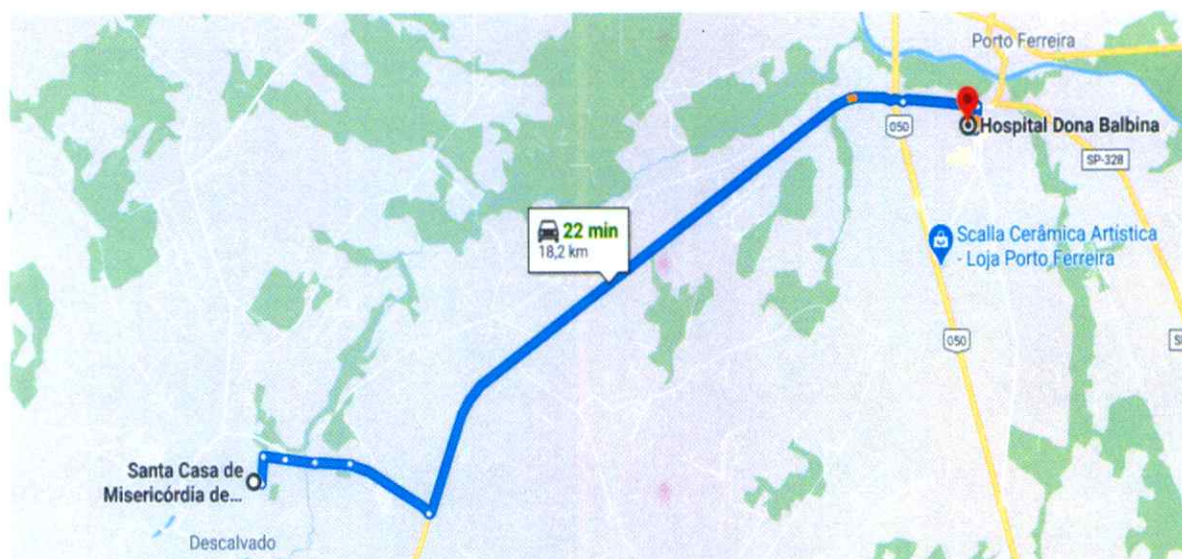 Porto Ferreira
050
Hospital Dona Balbina
SP-328
22 min
18,2 km
Scalla Cerâmica Artística
- Loja Porto Ferreira
050
Santa Casa de
Misericórdia de...
Descalvado